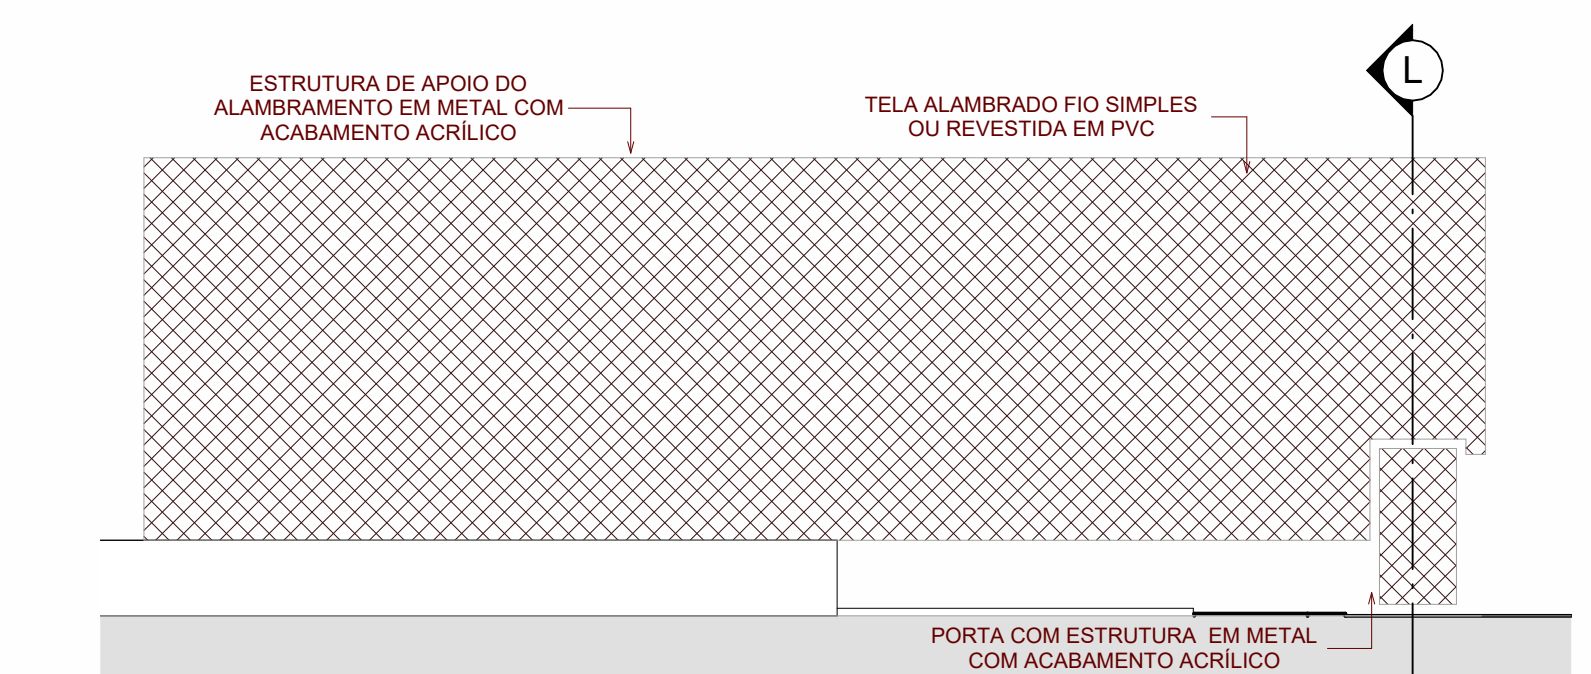 ESTRUTURA DE APOIO DO
ALAMBRAMENTO EM METAL COM
ACABAMENTO ACRÍLICO
TELA ALAMBRADO FIO SIMPLES
OU REVESTIDA EM PVC
L
PORTA COM ESTRUTURA EM METAL
COM ACABAMENTO ACRÍLICO